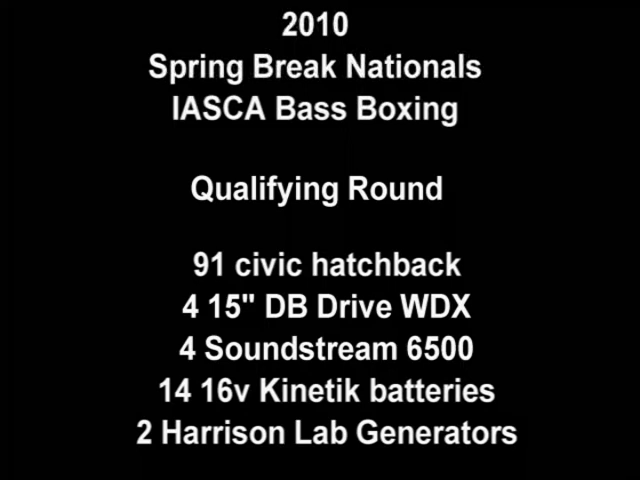 2010
Spring Break Nationals
IASCA Bass Boxing
Qualifying Round
91 civic hatchback
4 15" DB Drive WDX
4 Soundstream 6500
14 16v Kinetik batteries
2 Harrison Lab Generators